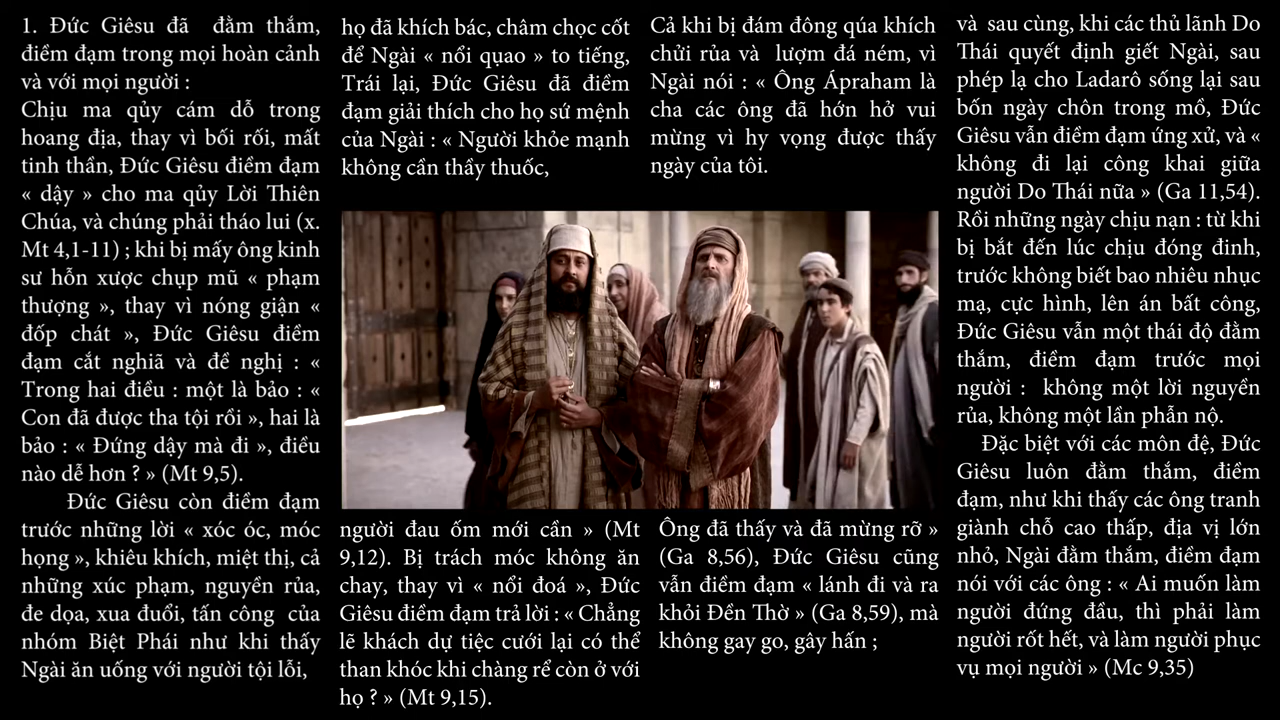 1. Đức Giêsu đã đằm thắm,
điềm đạm trong mọi hoàn cảnh
và với mọi người :
Chịu ma qủy cám dỗ trong
hoang địa, thay vì bối rối, mất
tinh thần, Đức Giêsu điềm đạm
« dậy » cho ma qủy Lời Thiên
Chúa, và chúng phải tháo lui (x.
Mt 4,1-11) ; khi bị mấy ông kinh
sư hỗn xược chụp mũ « phạm
thượng », thay vì nóng giận «
đốp chát », Đức Giêsu điềm
đạm cắt nghiã và đề nghị : «
Trong hai điều : một là bảo : «
Con đã được tha tội rồi », hai là
bảo : « Đứng dậy mà đi », điều
nào dễ hơn ? » (Mt 9,5).
Đức Giêsu còn điềm đạm
trước những lời « xóc óc, móc
họng », khiêu khích, miệt thị, cả
những xúc phạm, nguyền rủa,
đe dọa, xua đuổi, tấn công của
nhóm Biệt Phái như khi thấy
Ngài ăn uống với người tội lỗi,
họ đã khích bác, châm chọc cốt
để Ngài « nổi quạo » to tiếng,
Trái lại, Đức Giêsu đã điềm
đạm giải thích cho họ sứ mệnh
của Ngài : « Người khỏe mạnh
không cần thầy thuốc,
người đau ốm mới cần » (Mt
9,12). Bị trách móc không ăn
chay, thay vì « nổi đoá », Đức
Giêsu điềm đạm trả lời : « Chẳng
lẽ khách dự tiệc cưới lại có thể
than khóc khi chàng rể còn ở với
họ ? » (Mt 9,15).
Cả khi bị đám đông qúa khích
chửi rủa và lượm đá ném, vì
Ngài nói : « Ông Ápraham là
cha các ông đã hớn hở vui
mừng vì hy vọng được thấy
ngày của tôi.
Ông đã thấy và đã mừng rỡ »
(Ga 8,56), Đức Giêsu cũng
vẫn điềm đạm « lánh đi và ra
khỏi Đền Thờ » (Ga 8,59), mà
không gay go, gây hấn ;
và sau cùng, khi các thủ lãnh Do
Thái quyết định giết Ngài, sau
phép lạ cho Ladarô sống lại sau
bốn ngày chôn trong mồ, Đức
Giêsu vẫn điềm đạm ứng xử, và «
không đi lại công khai giữa
người Do Thái nữa » (Ga 11,54).
Rồi những ngày chịu nạn : từ khi
bị bắt đến lúc chịu đóng đinh,
trước không biết bao nhiêu nhục
mạ, cực hình, lên án bất công,
Đức Giêsu vẫn một thái độ đằm
thắm, điềm đạm trước mọi
người : không một lời nguyền
rủa, không một lần phẫn nộ.
Đặc biệt với các môn đệ, Đức
Giêsu luôn đằm thắm, điềm
đạm, như khi thấy các ông tranh
giành chỗ cao thấp, địa vị lớn
nhỏ, Ngài đằm thắm, điềm đạm
nói với các ông : « Ai muốn làm
người đứng đầu, thì phải làm
người rốt hết, và làm người phục
vụ mọi người » (Mc 9,35)